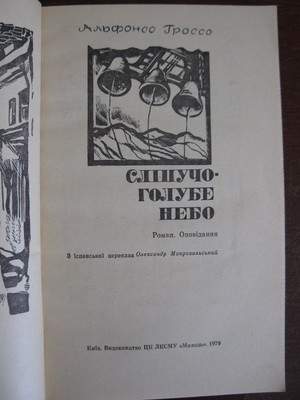 Альфонсо Гроссо
СЛІПУЧО-
ГОЛУБЕ
НЕБО
Роман. Оповідання
З іспанської переклав Олександр Мокровольський
Київ. Видавництво ЦК ЛКСМУ «Молодь». 1979